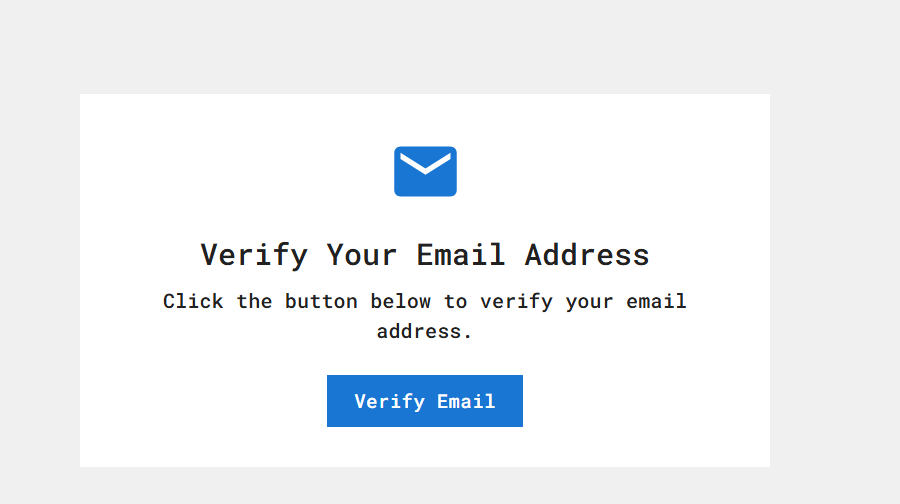 Verify Your Email Address
Click the button below to verify your email
address.
Verify Email